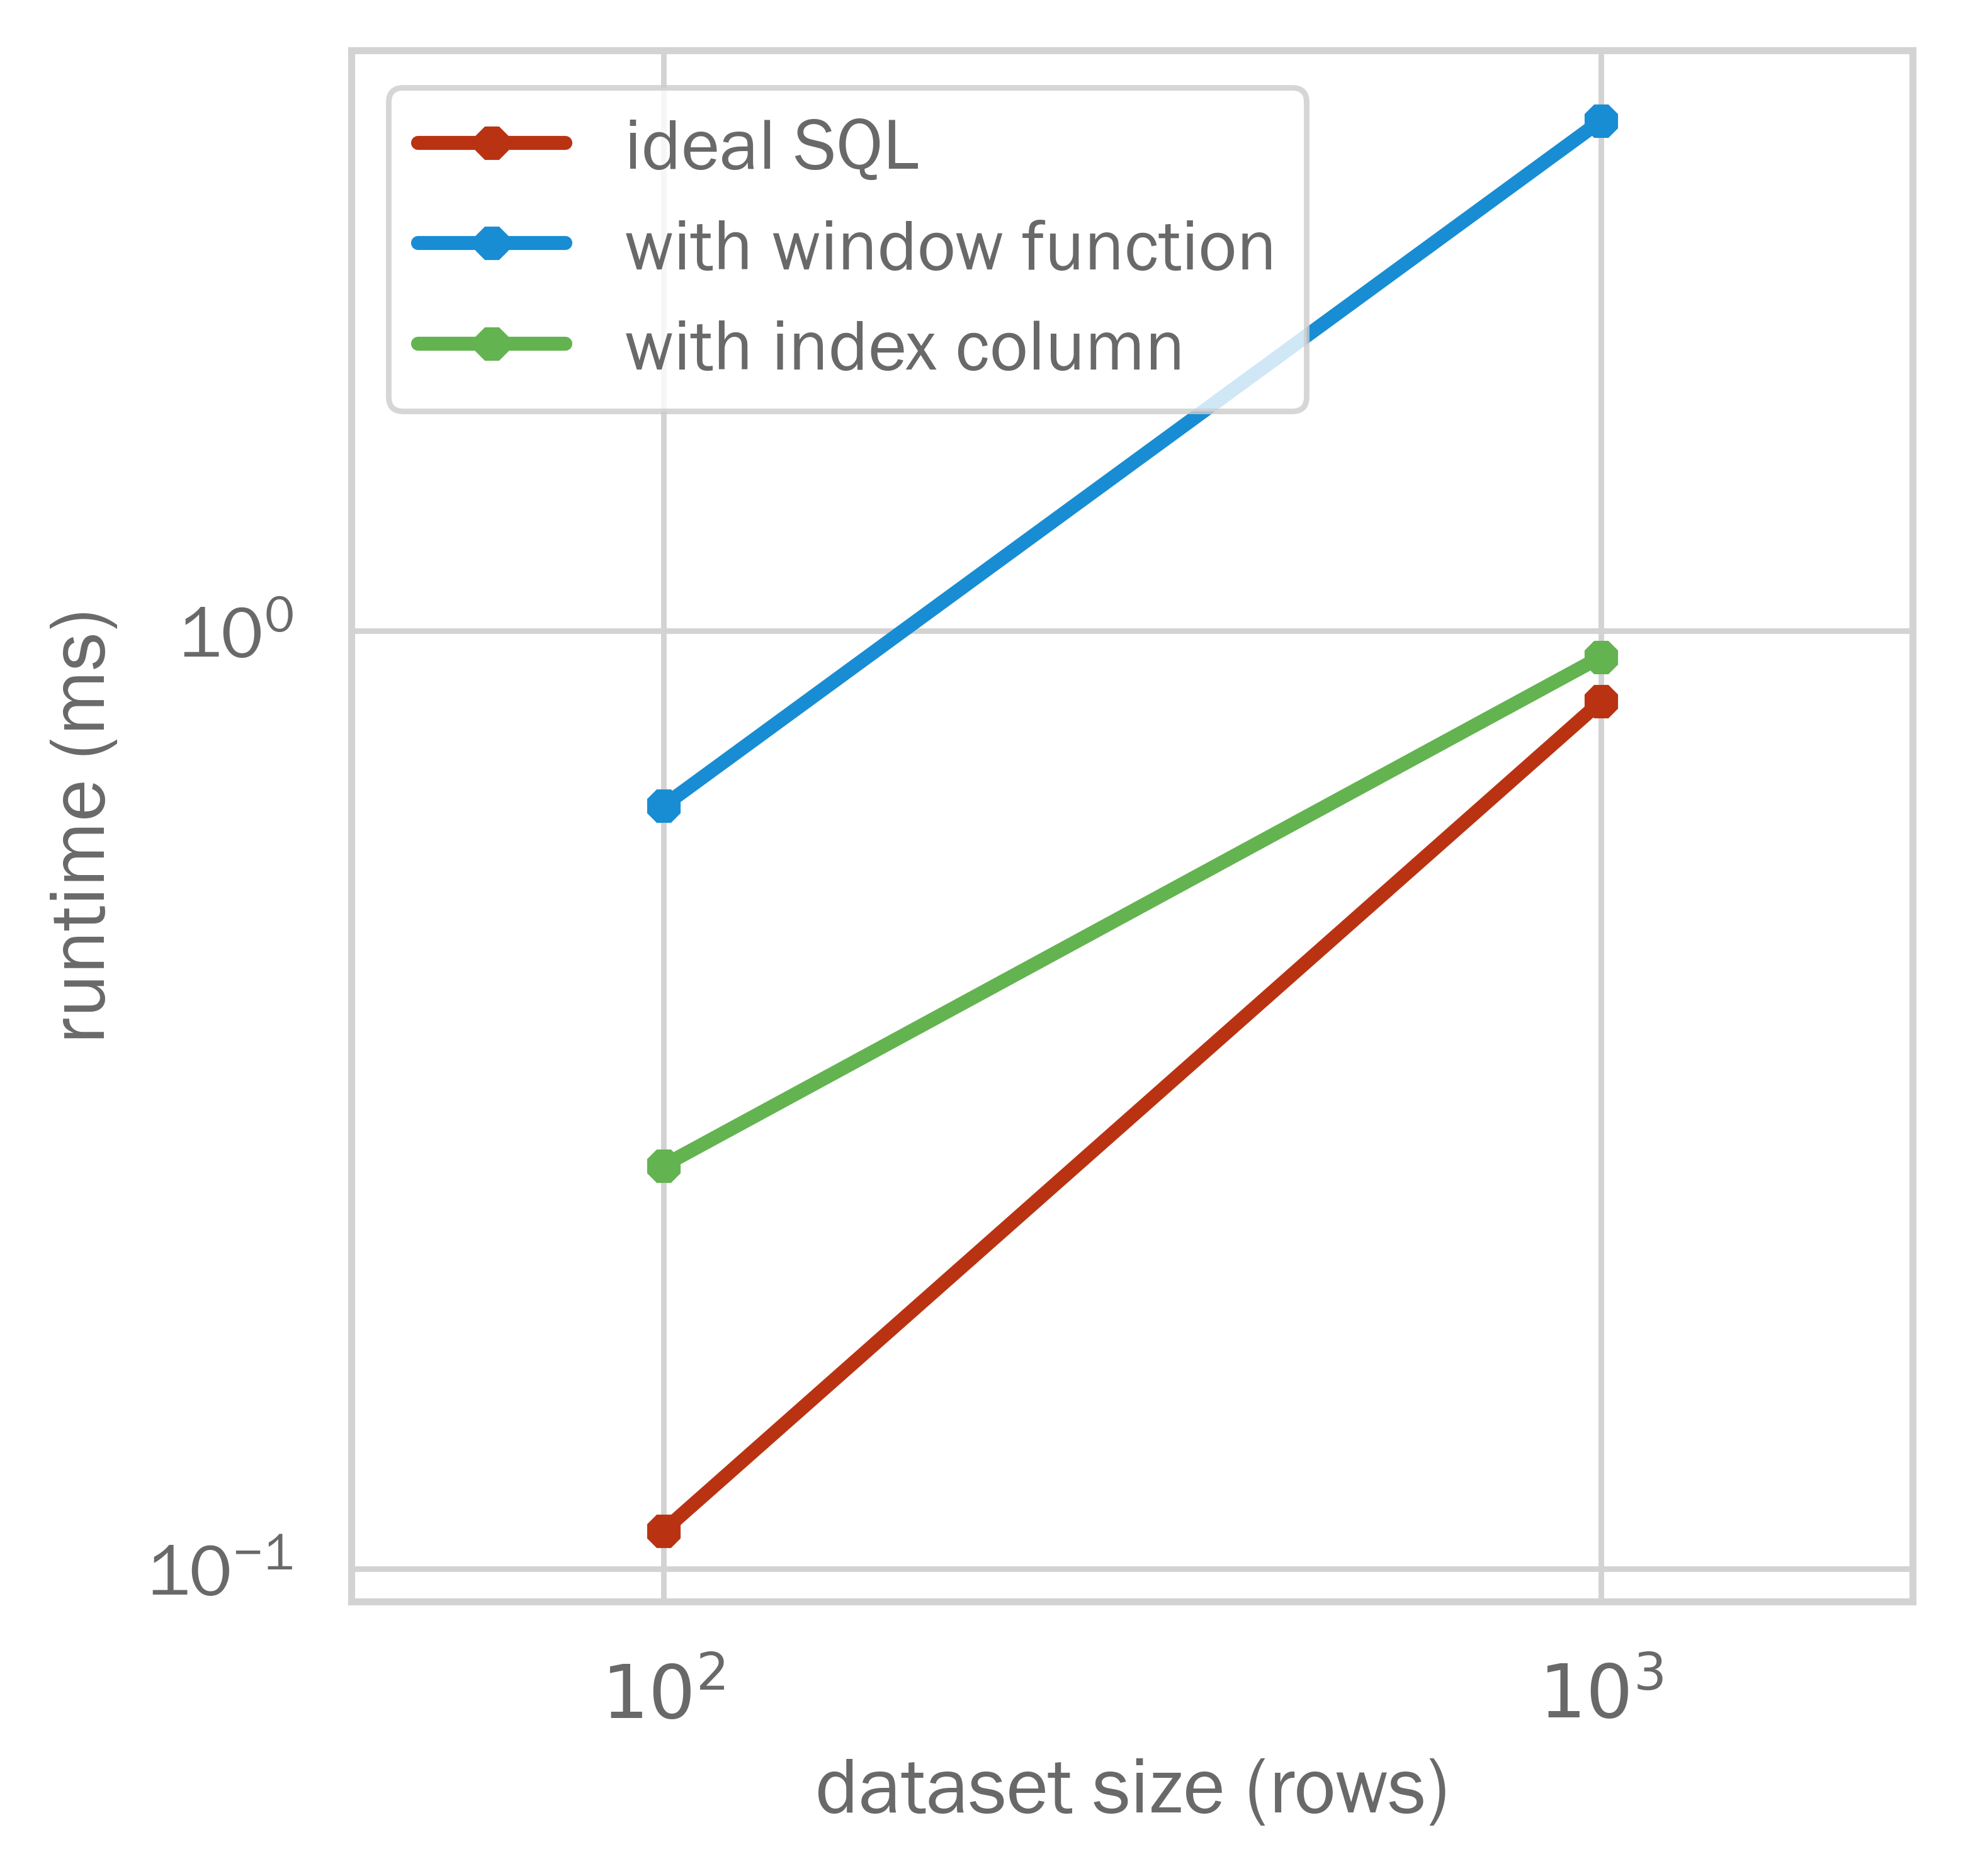 ideal SQL
with window function
with index column
10⁰
10⁻¹
runtime (ms)
10²
10³
dataset size (rows)